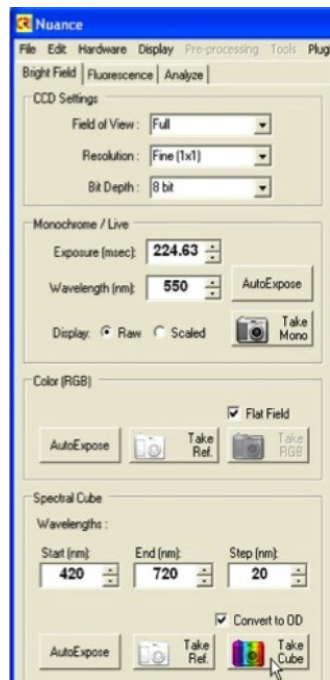 Nuance
File Edit Hardware Display Pre-processing Tools Plug
Bright Field Fluorescence Analyze
CCD Settings
Field of View: Full
Resolution: Fine (1x1)
Bit Depth: 8 bit
Monochrome / Live
Exposure (msec): 224.63
Wavelength (nm): 550 AutoExpose
Display: Raw Scaled Take Mono
Color (RGB)
Flat Field
AutoExpose Take Ref. Take RGB
Spectral Cube
Wavelengths :
Start (nm): End (nm): Step (nm):
420 720 20
Convert to OD
AutoExpose Take Ref. Take Cube